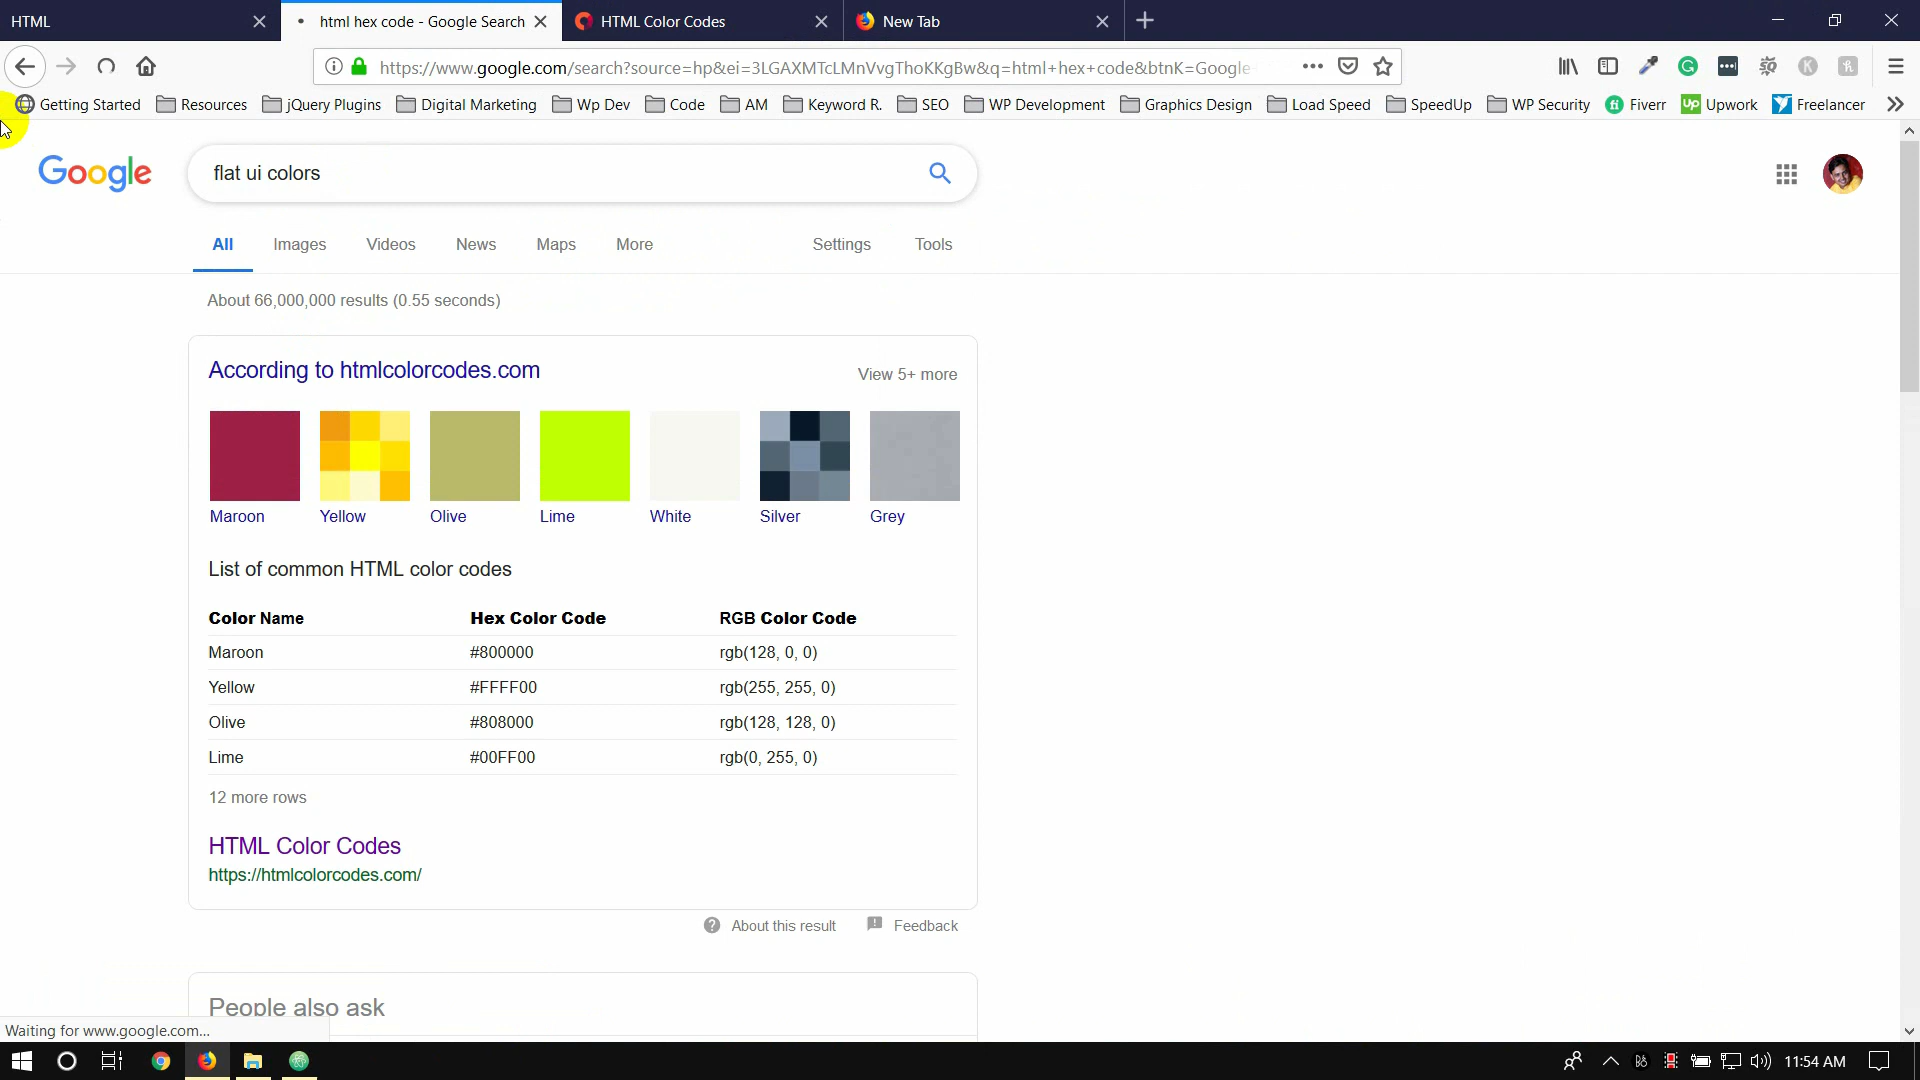 HTML
html hex code - Google Search
HTML Color Codes
New Tab
https://www.google.com/search?source=hp&ei=3LGAXMTcLMnVvgThoKKgBw&q=html+hex+code&btnK=Google
Getting Started
Resources
jQuery Plugins
Digital Marketing
Wp Dev
Code
AM
Keyword R.
SEO
WP Development
Graphics Design
Load Speed
SpeedUp
WP Security
Fiverr
Upwork
Freelancer
Google
flat ui colors
All
Images
Videos
News
Maps
More
Settings
Tools
About 66,000,000 results (0.55 seconds)
According to htmlcolorcodes.com
View 5+ more
Maroon
Yellow
Olive
Lime
White
Silver
Grey
List of common HTML color codes
Color Name Hex Color Code RGB Color Code
Maroon #800000 rgb(128, 0, 0)
Yellow #FFFF00 rgb(255, 255, 0)
Olive #808000 rgb(128, 128, 0)
Lime #00FF00 rgb(0, 255, 0)
12 more rows
HTML Color Codes
https://htmlcolorcodes.com/
About this result
Feedback
People also ask
Waiting for www.google.com...
11:54 AM